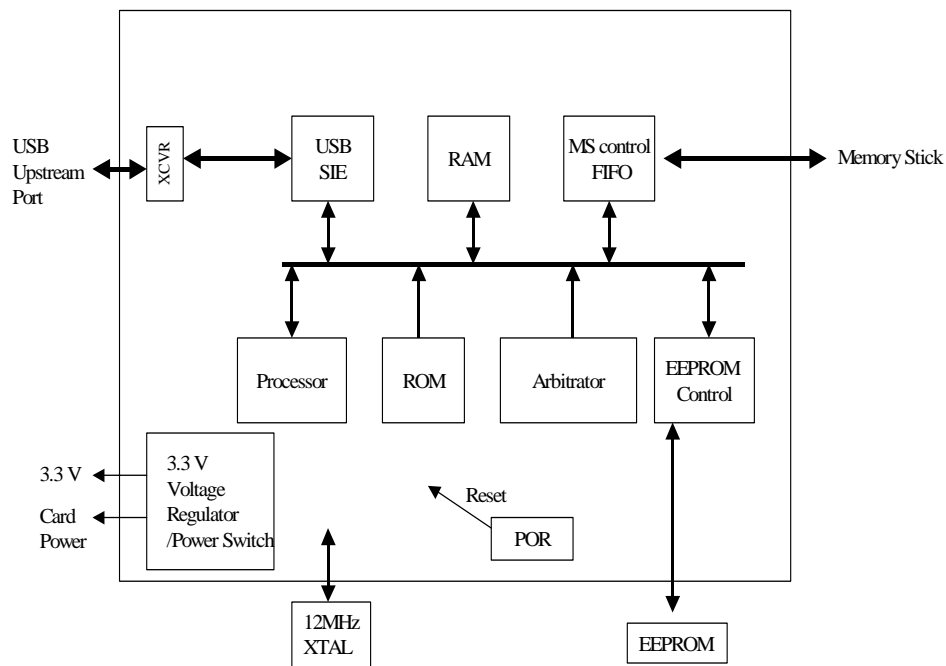 USB
Upstream
Port
XCVR
USB
SIE
RAM
MS control
FIFO
Memory Stick
Processor
ROM
Arbitrator
EEPROM
Control
3.3 V
Card
Power
3.3 V
Voltage
Regulator
/Power Switch
Reset
POR
12MHz
XTAL
EEPROM